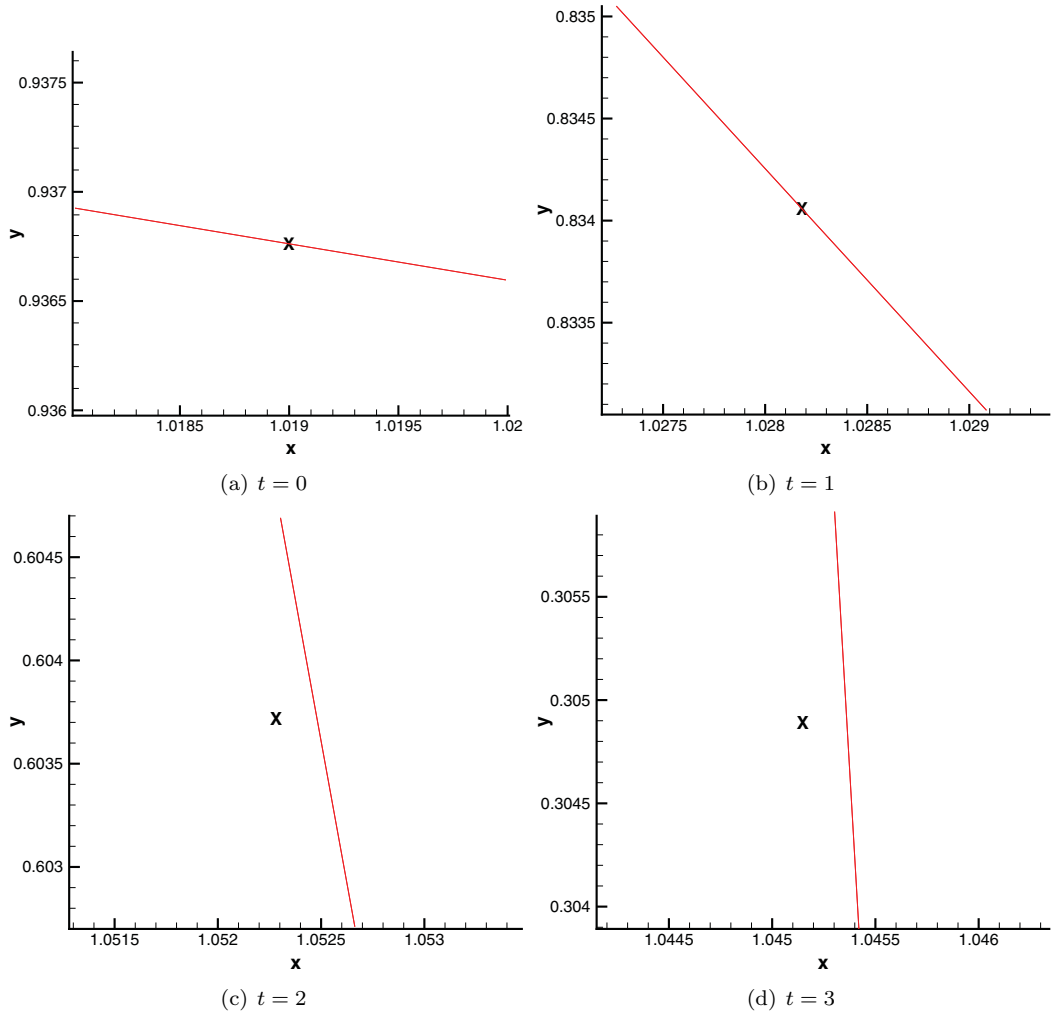 0.9375
0.937
0.9365
0.936
y
X
1.0185
1.019
1.0195
1.02
x
(a) t = 0
0.835
0.8345
0.834
0.8335
y
X
1.0275
1.028
1.0285
1.029
x
(b) t = 1
0.6045
0.604
0.6035
0.603
y
X
1.0515
1.052
1.0525
1.053
x
(c) t = 2
0.3055
0.305
0.3045
0.304
y
X
1.0445
1.045
1.0455
1.046
x
(d) t = 3